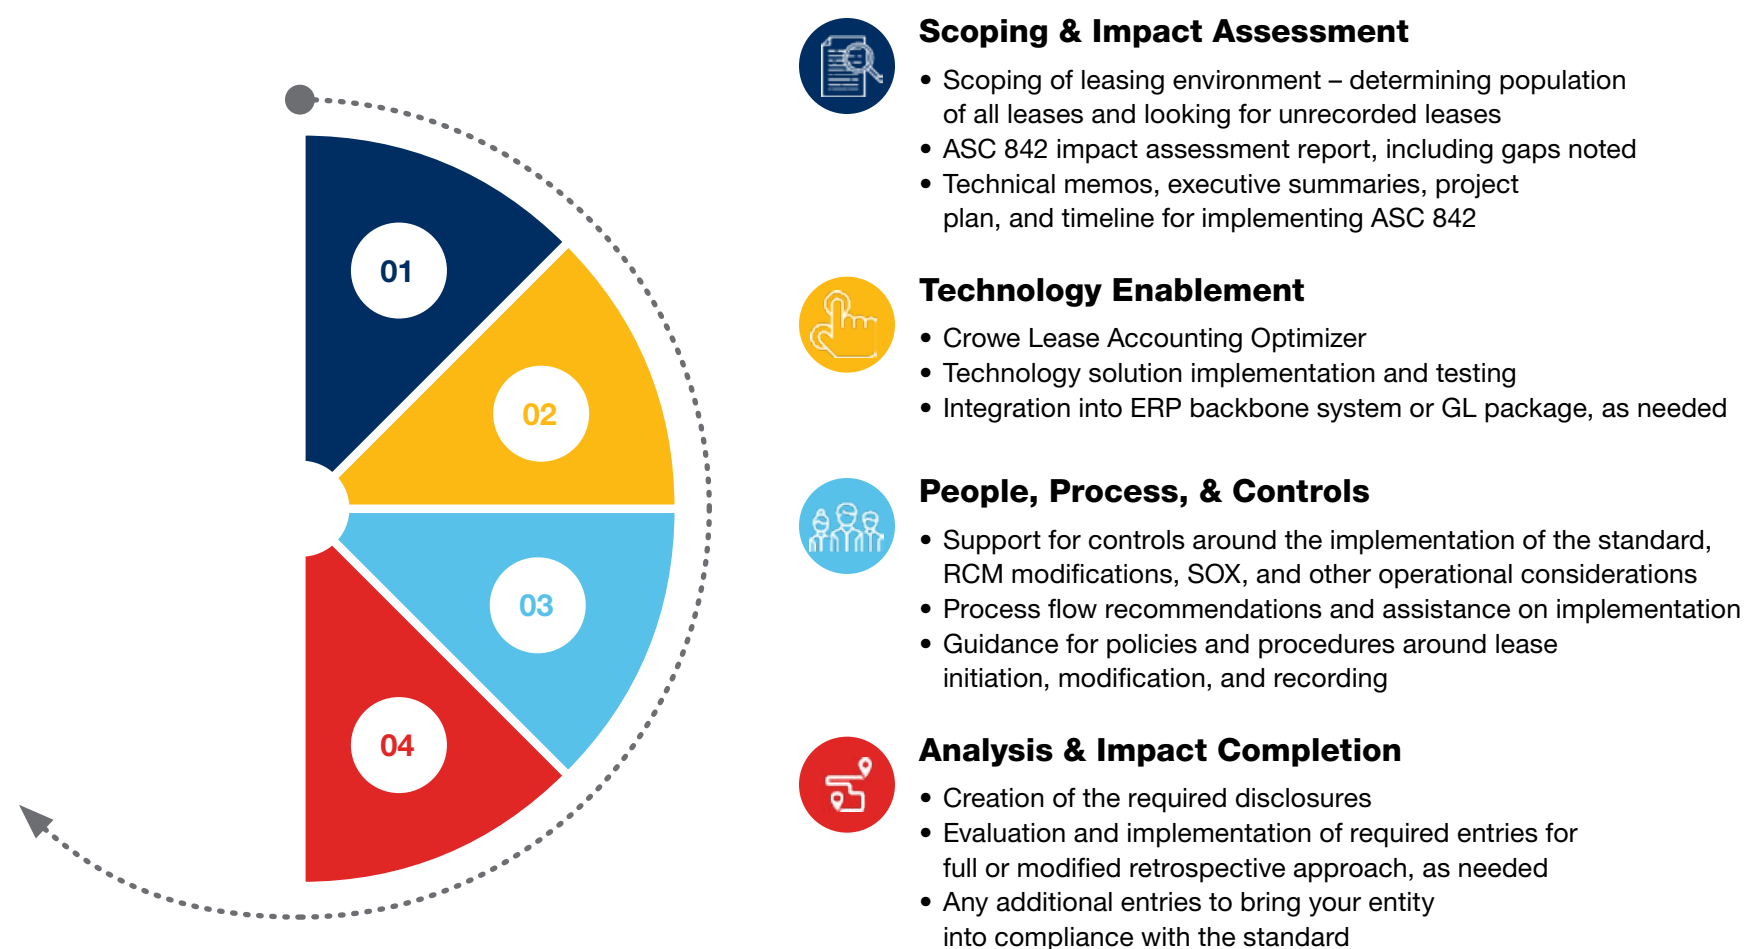 01
02
03
04
Scoping & Impact Assessment
• Scoping of leasing environment – determining population
of all leases and looking for unrecorded leases
• ASC 842 impact assessment report, including gaps noted
• Technical memos, executive summaries, project
plan, and timeline for implementing ASC 842
Technology Enablement
• Crowe Lease Accounting Optimizer
• Technology solution implementation and testing
• Integration into ERP backbone system or GL package, as needed
People, Process, & Controls
• Support for controls around the implementation of the standard,
RCM modifications, SOX, and other operational considerations
• Process flow recommendations and assistance on implementation
• Guidance for policies and procedures around lease
initiation, modification, and recording
Analysis & Impact Completion
• Creation of the required disclosures
• Evaluation and implementation of required entries for
full or modified retrospective approach, as needed
• Any additional entries to bring your entity
into compliance with the standard